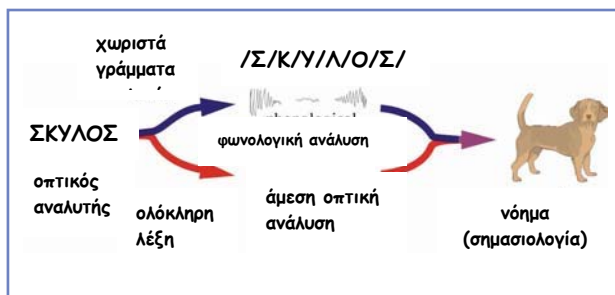 χωριστά
γράμματα
/Σ/Κ/Υ/Λ/Ο/Σ/
φωνολογική ανάλυση
ΣΚΥΛΟΣ
οπτικός
αναλυτής
ολόκληρη
λέξη
άμεση οπτική
ανάλυση
νόημα
(σημασιολογία)